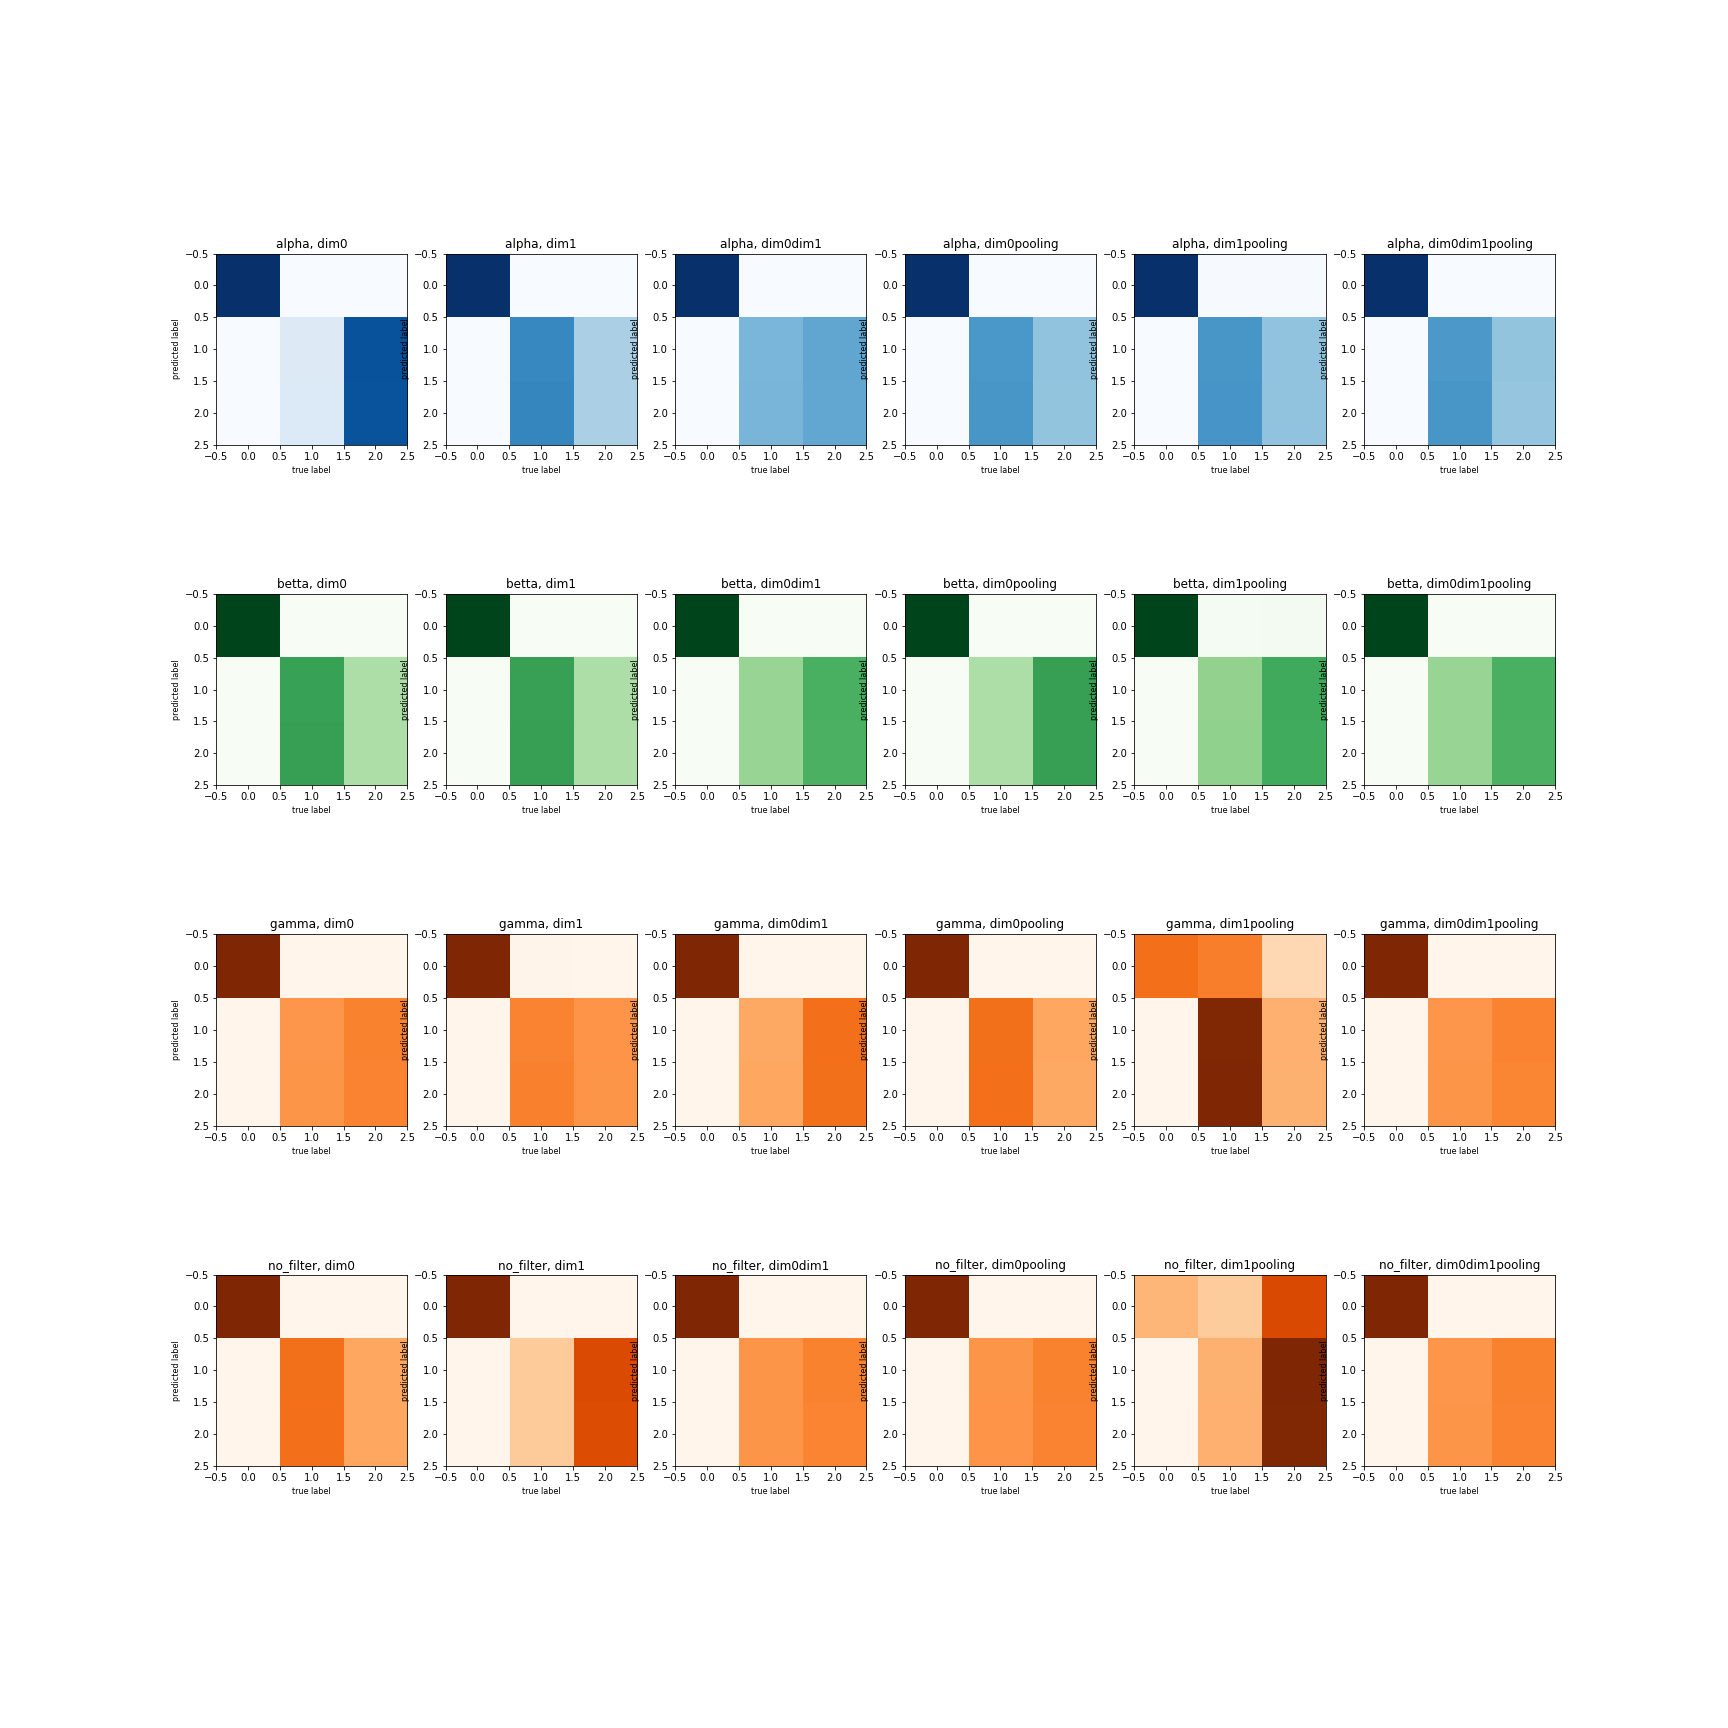 alpha, dim0 alpha, dim1 alpha, dim0dim1 alpha, dim0pooling alpha, dim1pooling alpha, dim0dim1pooling
−0.5 −0.5 −0.5 −0.5 −0.5 −0.5
0.0 0.0 0.0 0.0 0.0 0.0
0.5 0.5 0.5 0.5 0.5 0.5
predicted label predicted label predicted label predicted label predicted label predicted label
1.0 1.0 1.0 1.0 1.0 1.0
1.5 1.5 1.5 1.5 1.5 1.5
2.0 2.0 2.0 2.0 2.0 2.0
2.5 2.5 2.5 2.5 2.5 2.5
−0.5 0.0 0.5 1.0 1.5 2.0 2.5 −0.5 0.0 0.5 1.0 1.5 2.0 2.5 −0.5 0.0 0.5 1.0 1.5 2.0 2.5 −0.5 0.0 0.5 1.0 1.5 2.0 2.5 −0.5 0.0 0.5 1.0 1.5 2.0 2.5 −0.5 0.0 0.5 1.0 1.5 2.0 2.5
true label true label true label true label true label true label
betta, dim0 betta, dim1 betta, dim0dim1 betta, dim0pooling betta, dim1pooling betta, dim0dim1pooling
−0.5 −0.5 −0.5 −0.5 −0.5 −0.5
0.0 0.0 0.0 0.0 0.0 0.0
0.5 0.5 0.5 0.5 0.5 0.5
predicted label predicted label predicted label predicted label predicted label predicted label
1.0 1.0 1.0 1.0 1.0 1.0
1.5 1.5 1.5 1.5 1.5 1.5
2.0 2.0 2.0 2.0 2.0 2.0
2.5 2.5 2.5 2.5 2.5 2.5
−0.5 0.0 0.5 1.0 1.5 2.0 2.5 −0.5 0.0 0.5 1.0 1.5 2.0 2.5 −0.5 0.0 0.5 1.0 1.5 2.0 2.5 −0.5 0.0 0.5 1.0 1.5 2.0 2.5 −0.5 0.0 0.5 1.0 1.5 2.0 2.5 −0.5 0.0 0.5 1.0 1.5 2.0 2.5
true label true label true label true label true label true label
gamma, dim0 gamma, dim1 gamma, dim0dim1 gamma, dim0pooling gamma, dim1pooling gamma, dim0dim1pooling
−0.5 −0.5 −0.5 −0.5 −0.5 −0.5
0.0 0.0 0.0 0.0 0.0 0.0
0.5 0.5 0.5 0.5 0.5 0.5
predicted label predicted label predicted label predicted label predicted label predicted label
1.0 1.0 1.0 1.0 1.0 1.0
1.5 1.5 1.5 1.5 1.5 1.5
2.0 2.0 2.0 2.0 2.0 2.0
2.5 2.5 2.5 2.5 2.5 2.5
−0.5 0.0 0.5 1.0 1.5 2.0 2.5 −0.5 0.0 0.5 1.0 1.5 2.0 2.5 −0.5 0.0 0.5 1.0 1.5 2.0 2.5 −0.5 0.0 0.5 1.0 1.5 2.0 2.5 −0.5 0.0 0.5 1.0 1.5 2.0 2.5 −0.5 0.0 0.5 1.0 1.5 2.0 2.5
true label true label true label true label true label true label
no_filter, dim0 no_filter, dim1 no_filter, dim0dim1 no_filter, dim0pooling no_filter, dim1pooling no_filter, dim0dim1pooling
−0.5 −0.5 −0.5 −0.5 −0.5 −0.5
0.0 0.0 0.0 0.0 0.0 0.0
0.5 0.5 0.5 0.5 0.5 0.5
predicted label predicted label predicted label predicted label predicted label predicted label
1.0 1.0 1.0 1.0 1.0 1.0
1.5 1.5 1.5 1.5 1.5 1.5
2.0 2.0 2.0 2.0 2.0 2.0
2.5 2.5 2.5 2.5 2.5 2.5
−0.5 0.0 0.5 1.0 1.5 2.0 2.5 −0.5 0.0 0.5 1.0 1.5 2.0 2.5 −0.5 0.0 0.5 1.0 1.5 2.0 2.5 −0.5 0.0 0.5 1.0 1.5 2.0 2.5 −0.5 0.0 0.5 1.0 1.5 2.0 2.5 −0.5 0.0 0.5 1.0 1.5 2.0 2.5
true label true label true label true label true label true label